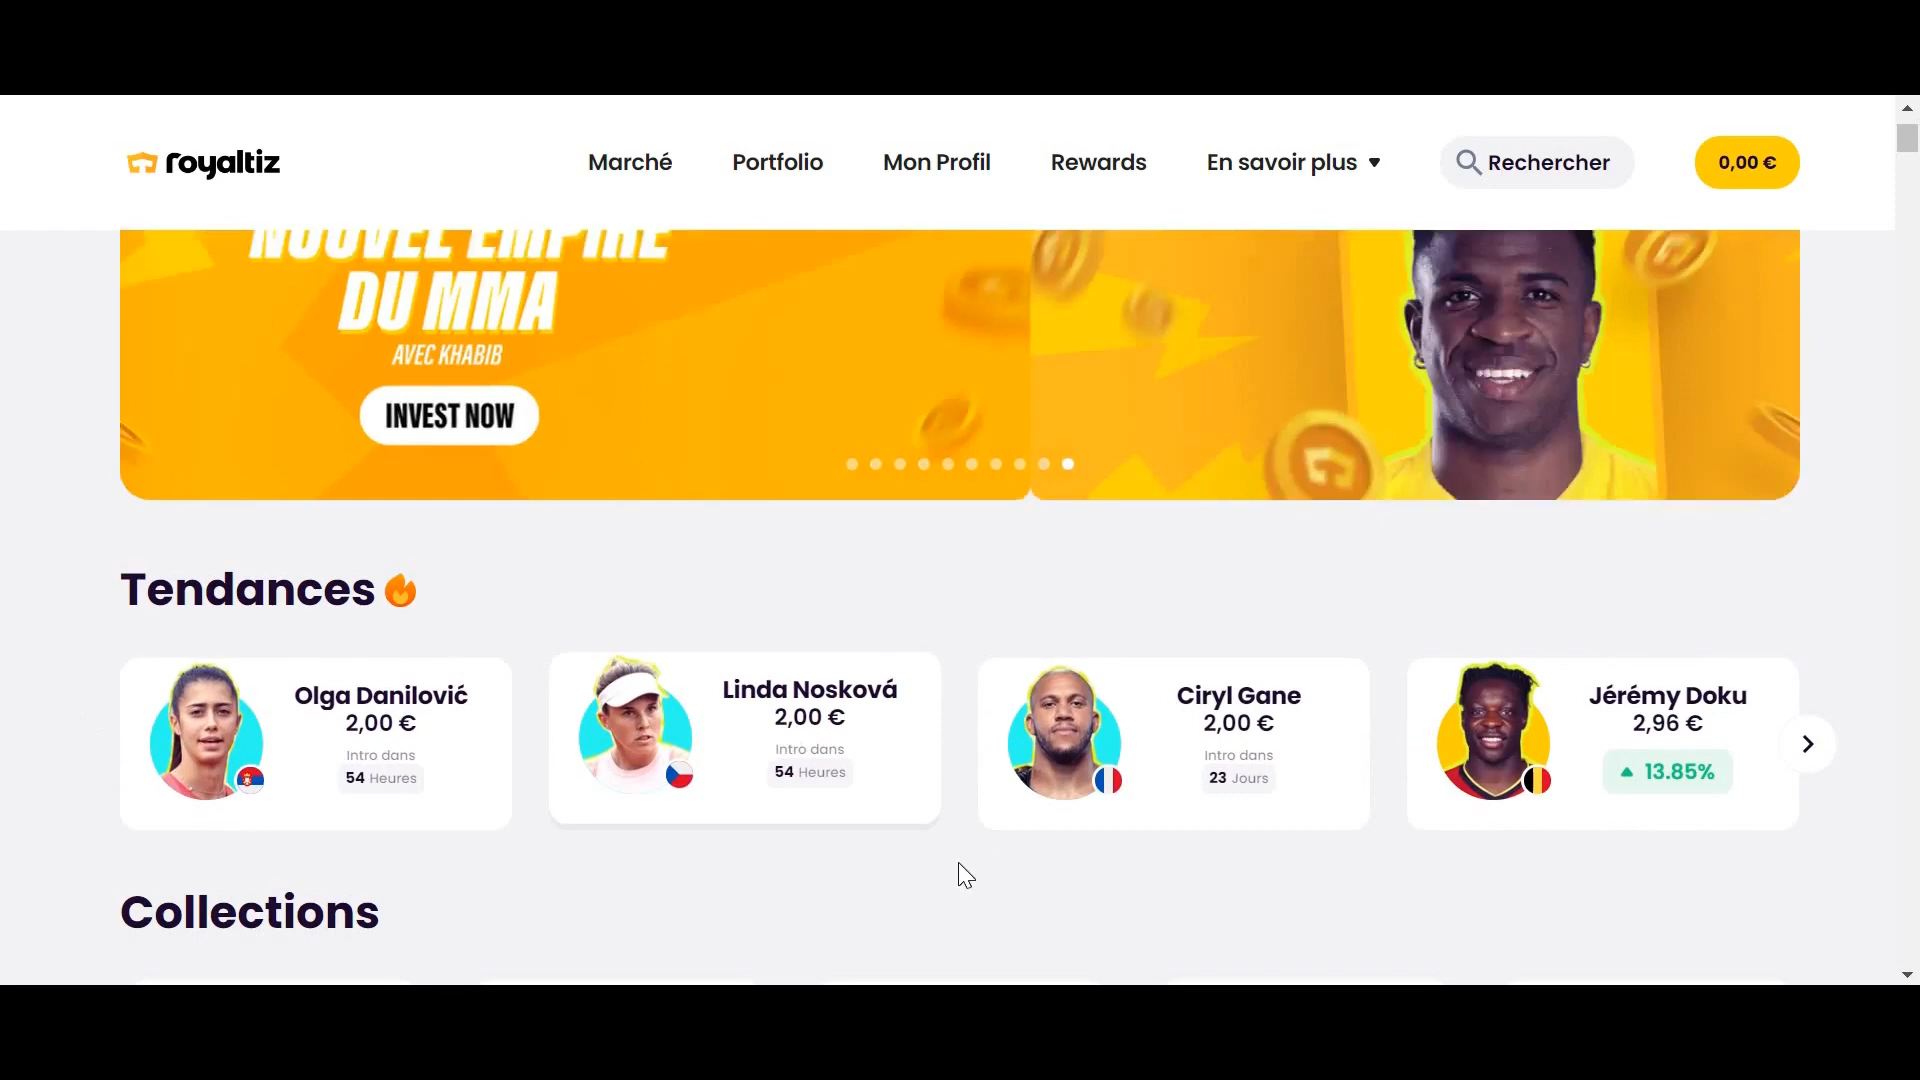 royaltiz
Marché
Portfolio
Mon Profil
Rewards
En savoir plus
Rechercher
0,00 €
NOUVEL EMPIRE
DU MMA
AVEC KHABIB
INVEST NOW
Tendances
Olga Danilović
2,00 €
Intro dans
54 Heures
Linda Nosková
2,00 €
Intro dans
54 Heures
Ciryl Gane
2,00 €
Intro dans
23 Jours
Jérémy Doku
2,96 €
13.85%
Collections